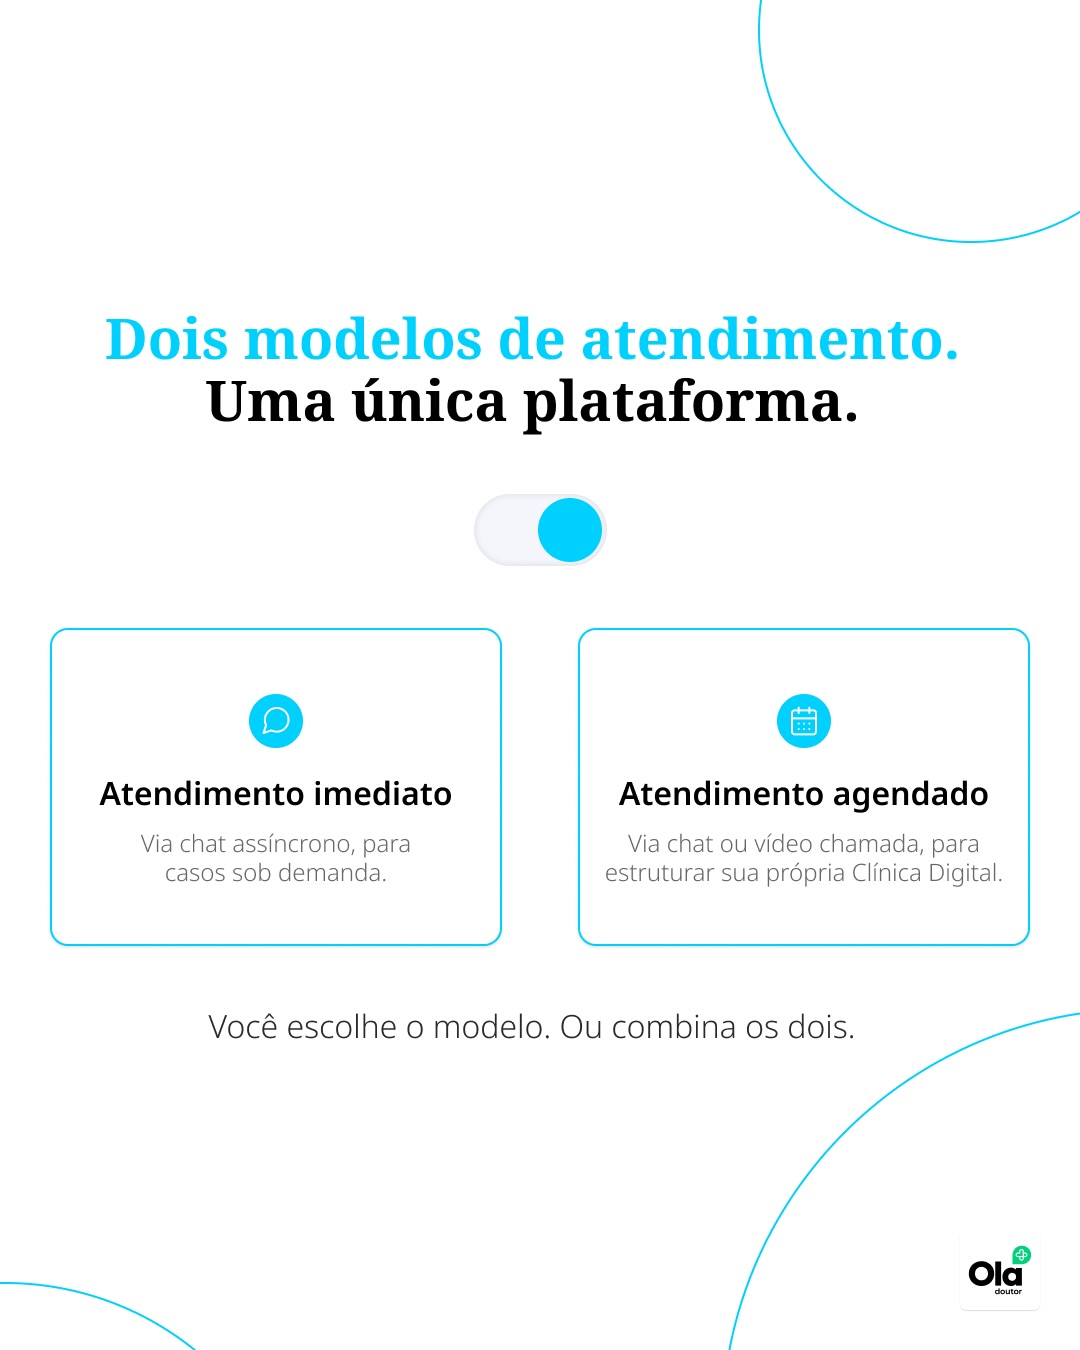 Dois modelos de atendimento.
Uma única plataforma.
Atendimento imediato
Via chat assíncrono, para
casos sob demanda.
Atendimento agendado
Via chat ou vídeo chamada, para
estruturar sua própria Clínica Digital.
Você escolhe o modelo. Ou combina os dois.
Ola
doutor